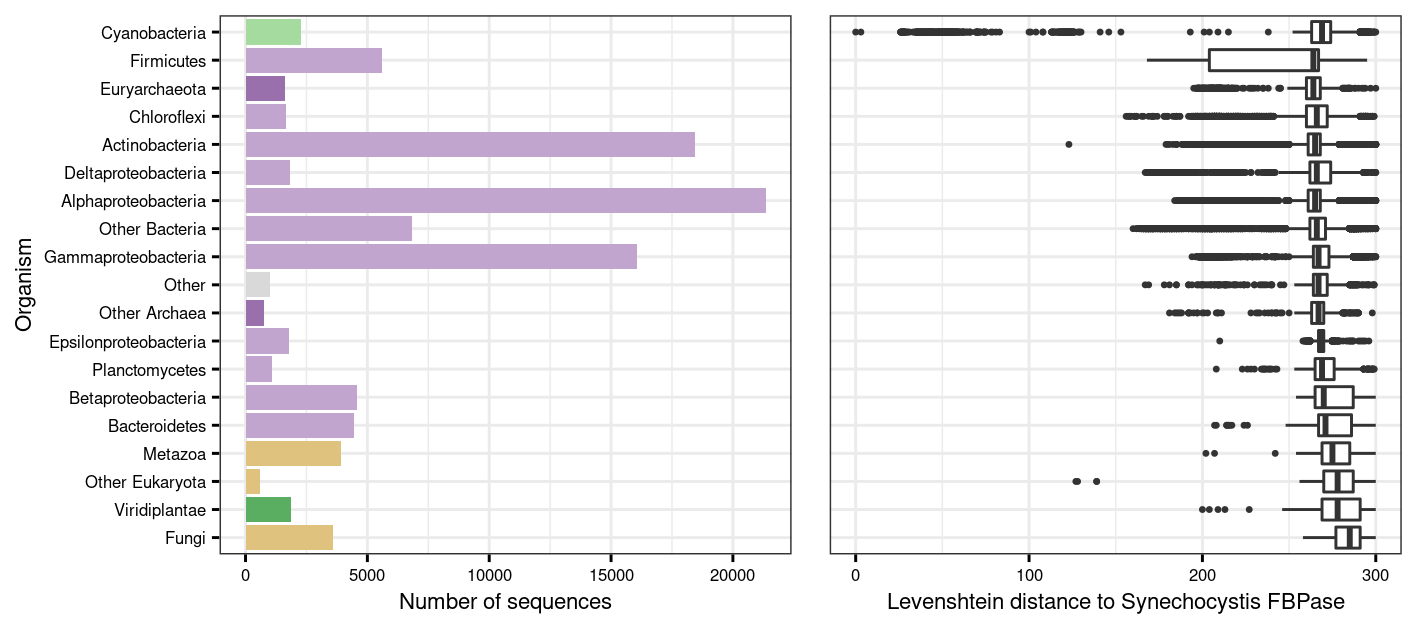 Organism
Cyanobacteria
Firmicutes
Euryarchaeota
Chloroflexi
Actinobacteria
Deltaproteobacteria
Alphaproteobacteria
Other Bacteria
Gammaproteobacteria
Other
Other Archaea
Epsilonproteobacteria
Planctomycetes
Betaproteobacteria
Bacteroidetes
Metazoa
Other Eukaryota
Viridiplantae
Fungi
0 5000 10000 15000 20000
Number of sequences
0 100 200 300
Levenshtein distance to Synechocystis FBPase